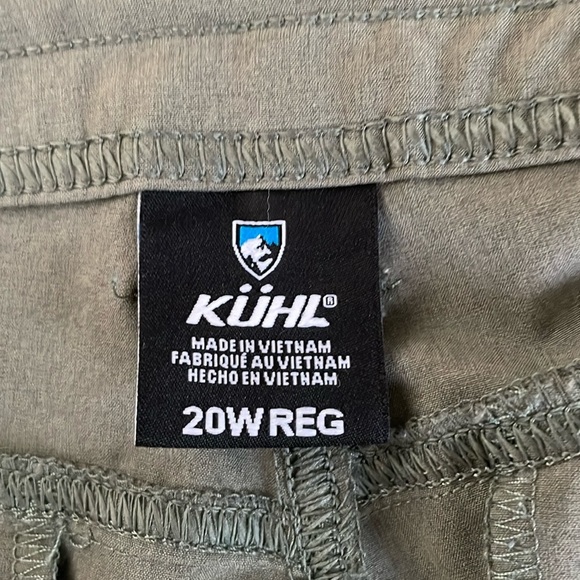 KÜHL®
MADE IN VIETNAM
FABRIQUÉ AU VIETNAM
HECHO EN VIETNAM
20W REG